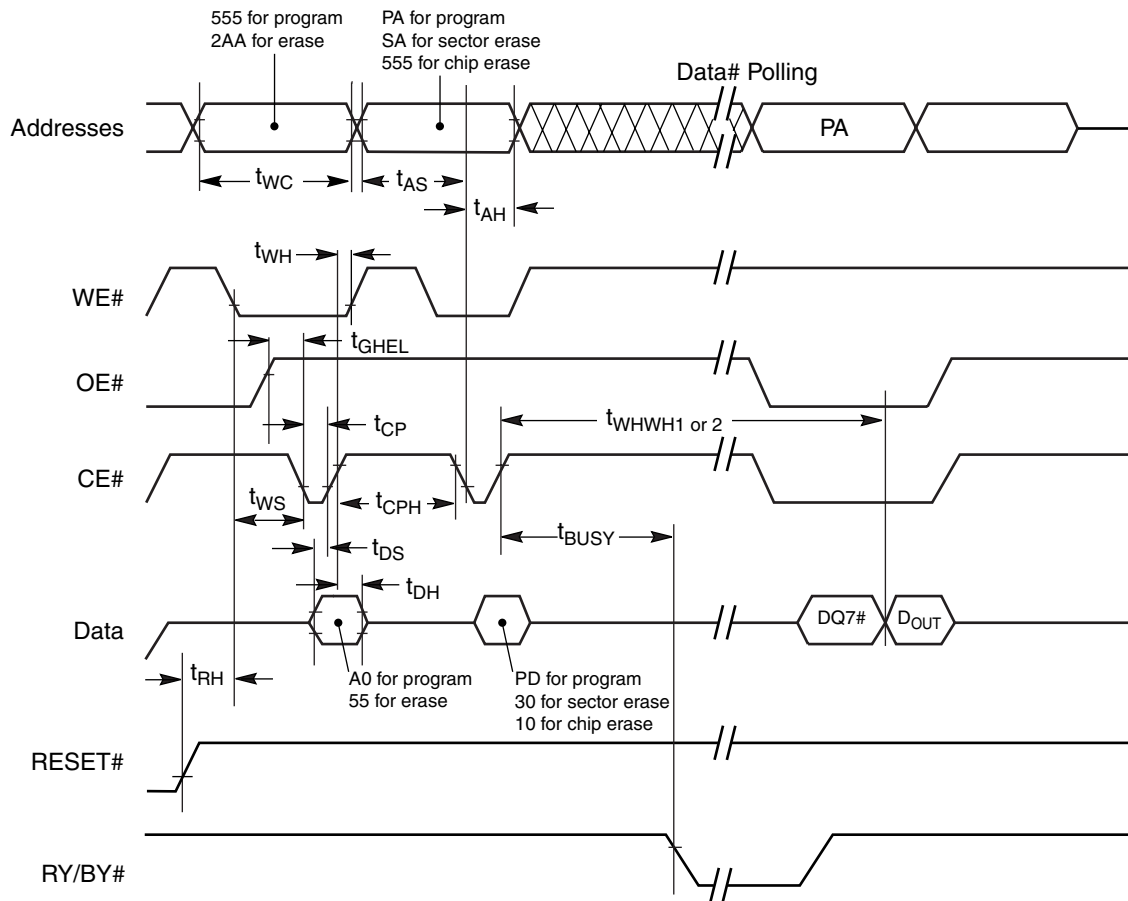 555 for program
2AA for erase
PA for program
SA for sector erase
555 for chip erase
Data# Polling
Addresses
PA
tWC
tAS
tAH
tWH
WE#
tGHEL
OE#
tCP
tWHWH1 or 2
CE#
tWS
tCPH
tBUSY
tDS
tDH
Data
DQ7#
DOUT
tRH
A0 for program
55 for erase
PD for program
30 for sector erase
10 for chip erase
RESET#
RY/BY#